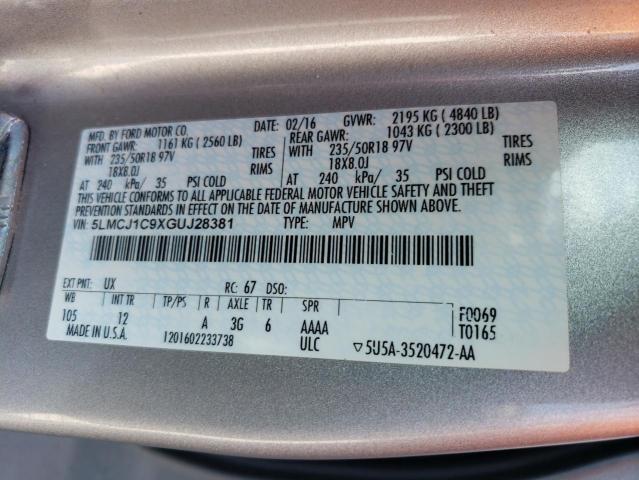 MFD. BY FORD MOTOR CO. DATE: 02/16 GVWR: 2195 KG ( 4840 LB)
FRONT GAWR: 1161 KG ( 2560 LB) REAR GAWR: 1043 KG ( 2300 LB)
WITH 235/50R18 97V TIRES WITH 235/50R18 97V TIRES
18X8.0J RIMS 18X8.0J RIMS
AT 240 kPa/ 35 PSI COLD AT 240 kPa/ 35 PSI COLD
THIS VEHICLE CONFORMS TO ALL APPLICABLE FEDERAL MOTOR VEHICLE SAFETY AND THEFT
PREVENTION STANDARDS IN EFFECT ON THE DATE OF MANUFACTURE SHOWN ABOVE.
VIN: 5LMCJ1C9XGUJ28381 TYPE: MPV
EXT PNT: UX RC: 67 DSO:
WB INT TR TP/PS R AXLE TR SPR F0069
105 12 A 3G 6 AAAA T0165
MADE IN U.S.A. 1201602233738 ULC ▽5U5A-3520472-AA